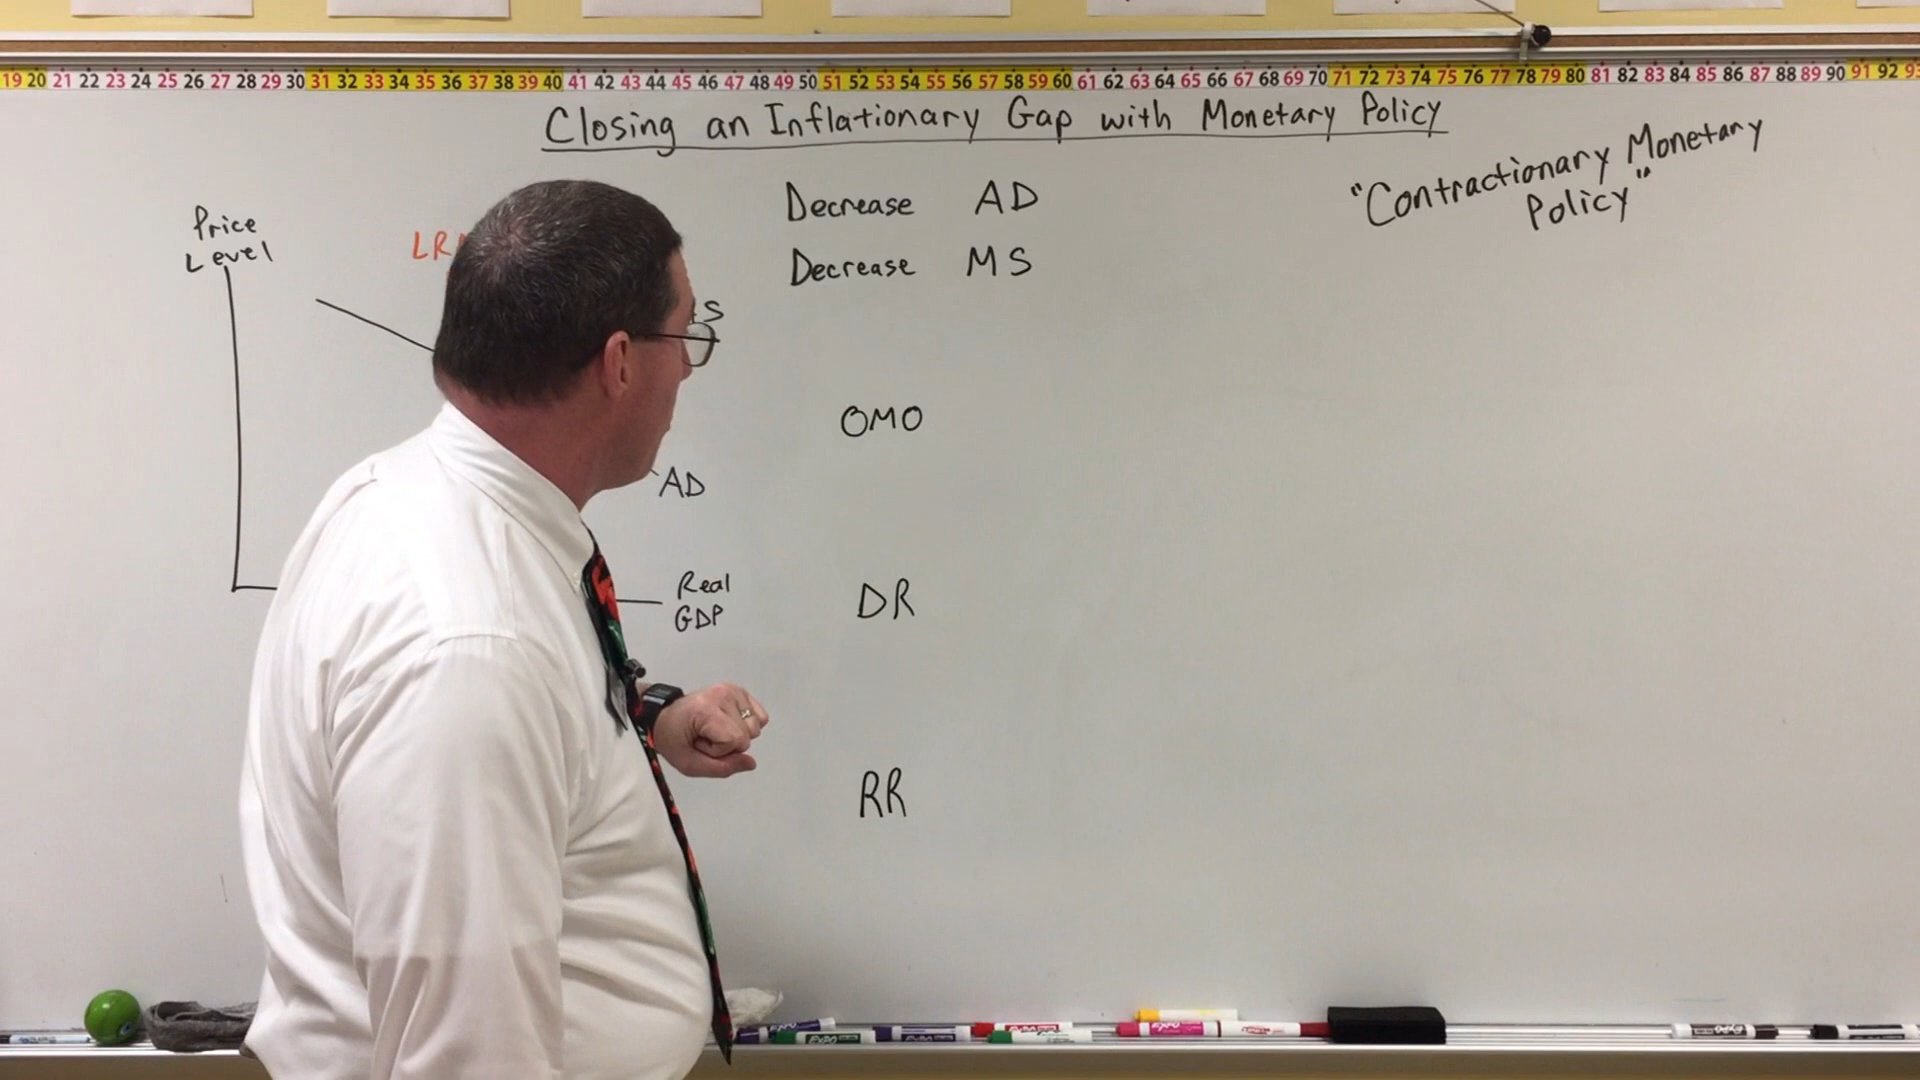 19 20 21 22 23 24 25 26 27 28 29 30 31 32 33 34 35 36 37 38 39 40 41 42 43 44 45 46 47 48 49 50 51 52 53 54 55 56 57 58 59 60 61 62 63 64 65 66 67 68 69 70 71 72 73 74 75 76 77 78 79 80 81 82 83 84 85 86 87 88 89 90 91 92
Closing an Inflationary Gap with Monetary Policy
"Contractionary Monetary
Policy"
Decrease AD
Decrease MS
Price
Level
LR
S
OMO
AD
Real
GDP
DR
RR
EXPO
EXPO